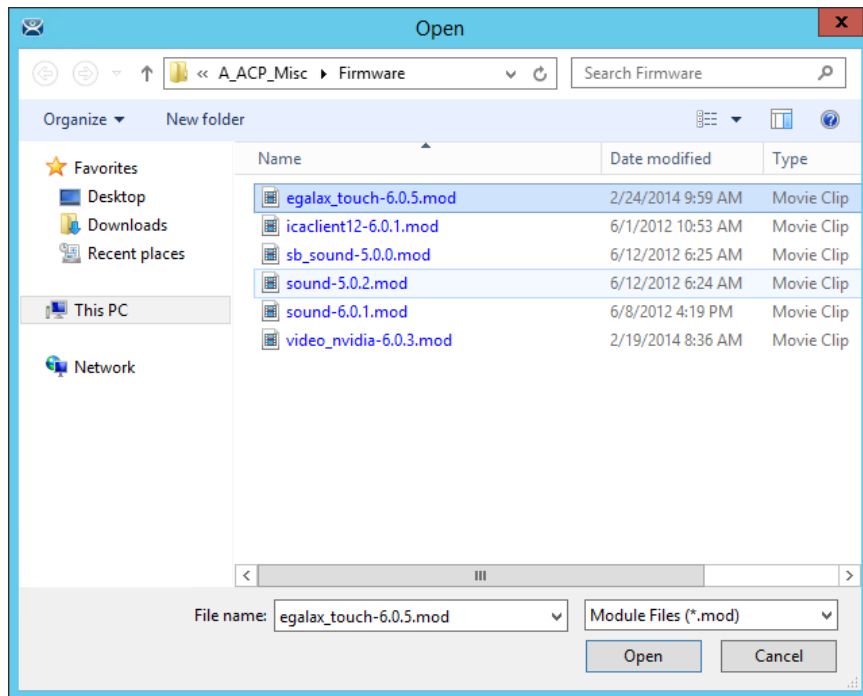 Open
x
« A_ACP_Misc Firmware
Search Firmware
Organize New folder
Favorites
Desktop
Downloads
Recent places
This PC
Network
Name Date modified Type
egalax_touch-6.0.5.mod 2/24/2014 9:59 AM Movie Clip
icaclient12-6.0.1.mod 6/1/2012 10:53 AM Movie Clip
sb_sound-5.0.0.mod 6/12/2012 6:25 AM Movie Clip
sound-5.0.2.mod 6/12/2012 6:24 AM Movie Clip
sound-6.0.1.mod 6/8/2012 4:19 PM Movie Clip
video_nvidia-6.0.3.mod 2/19/2014 8:36 AM Movie Clip
File name: egalax_touch-6.0.5.mod Module Files (*.mod)
Open Cancel